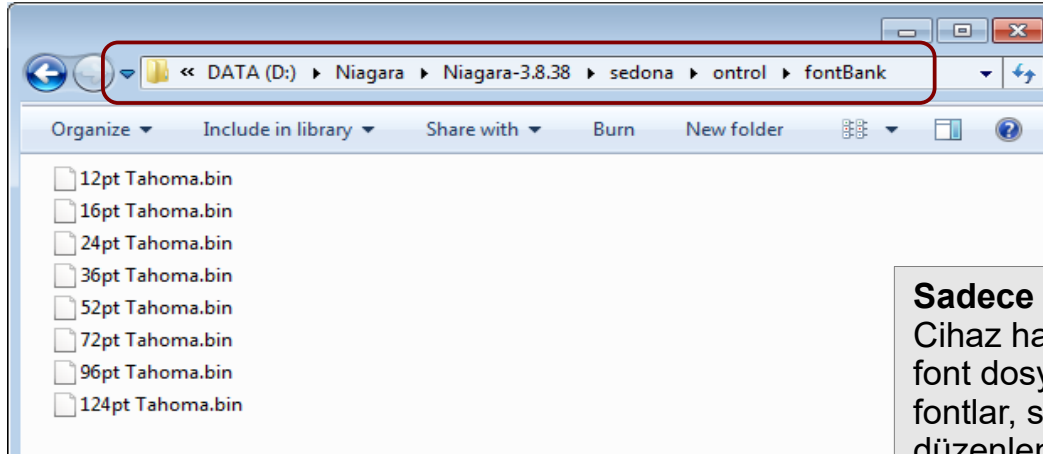 « DATA (D:) ▸ Niagara ▸ Niagara-3.8.38 ▸ sedona ▸ ontrol ▸ fontBank
Organize Include in library Share with Burn New folder
12pt Tahoma.bin
16pt Tahoma.bin
24pt Tahoma.bin
36pt Tahoma.bin
52pt Tahoma.bin
72pt Tahoma.bin
96pt Tahoma.bin
124pt Tahoma.bin
Sadece
Cihaz
font
fontlar,